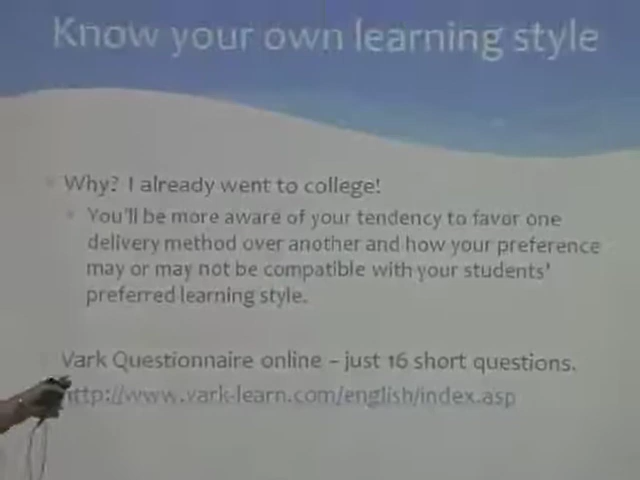 Know your own learning style
Why? I already went to college!
You'll be more aware of your tendency to favor one
delivery method over another and how your preference
may or may not be compatible with your students'
preferred learning style.
Vark Questionnaire online – just 16 short questions.
http://www.vark-learn.com/english/index.asp